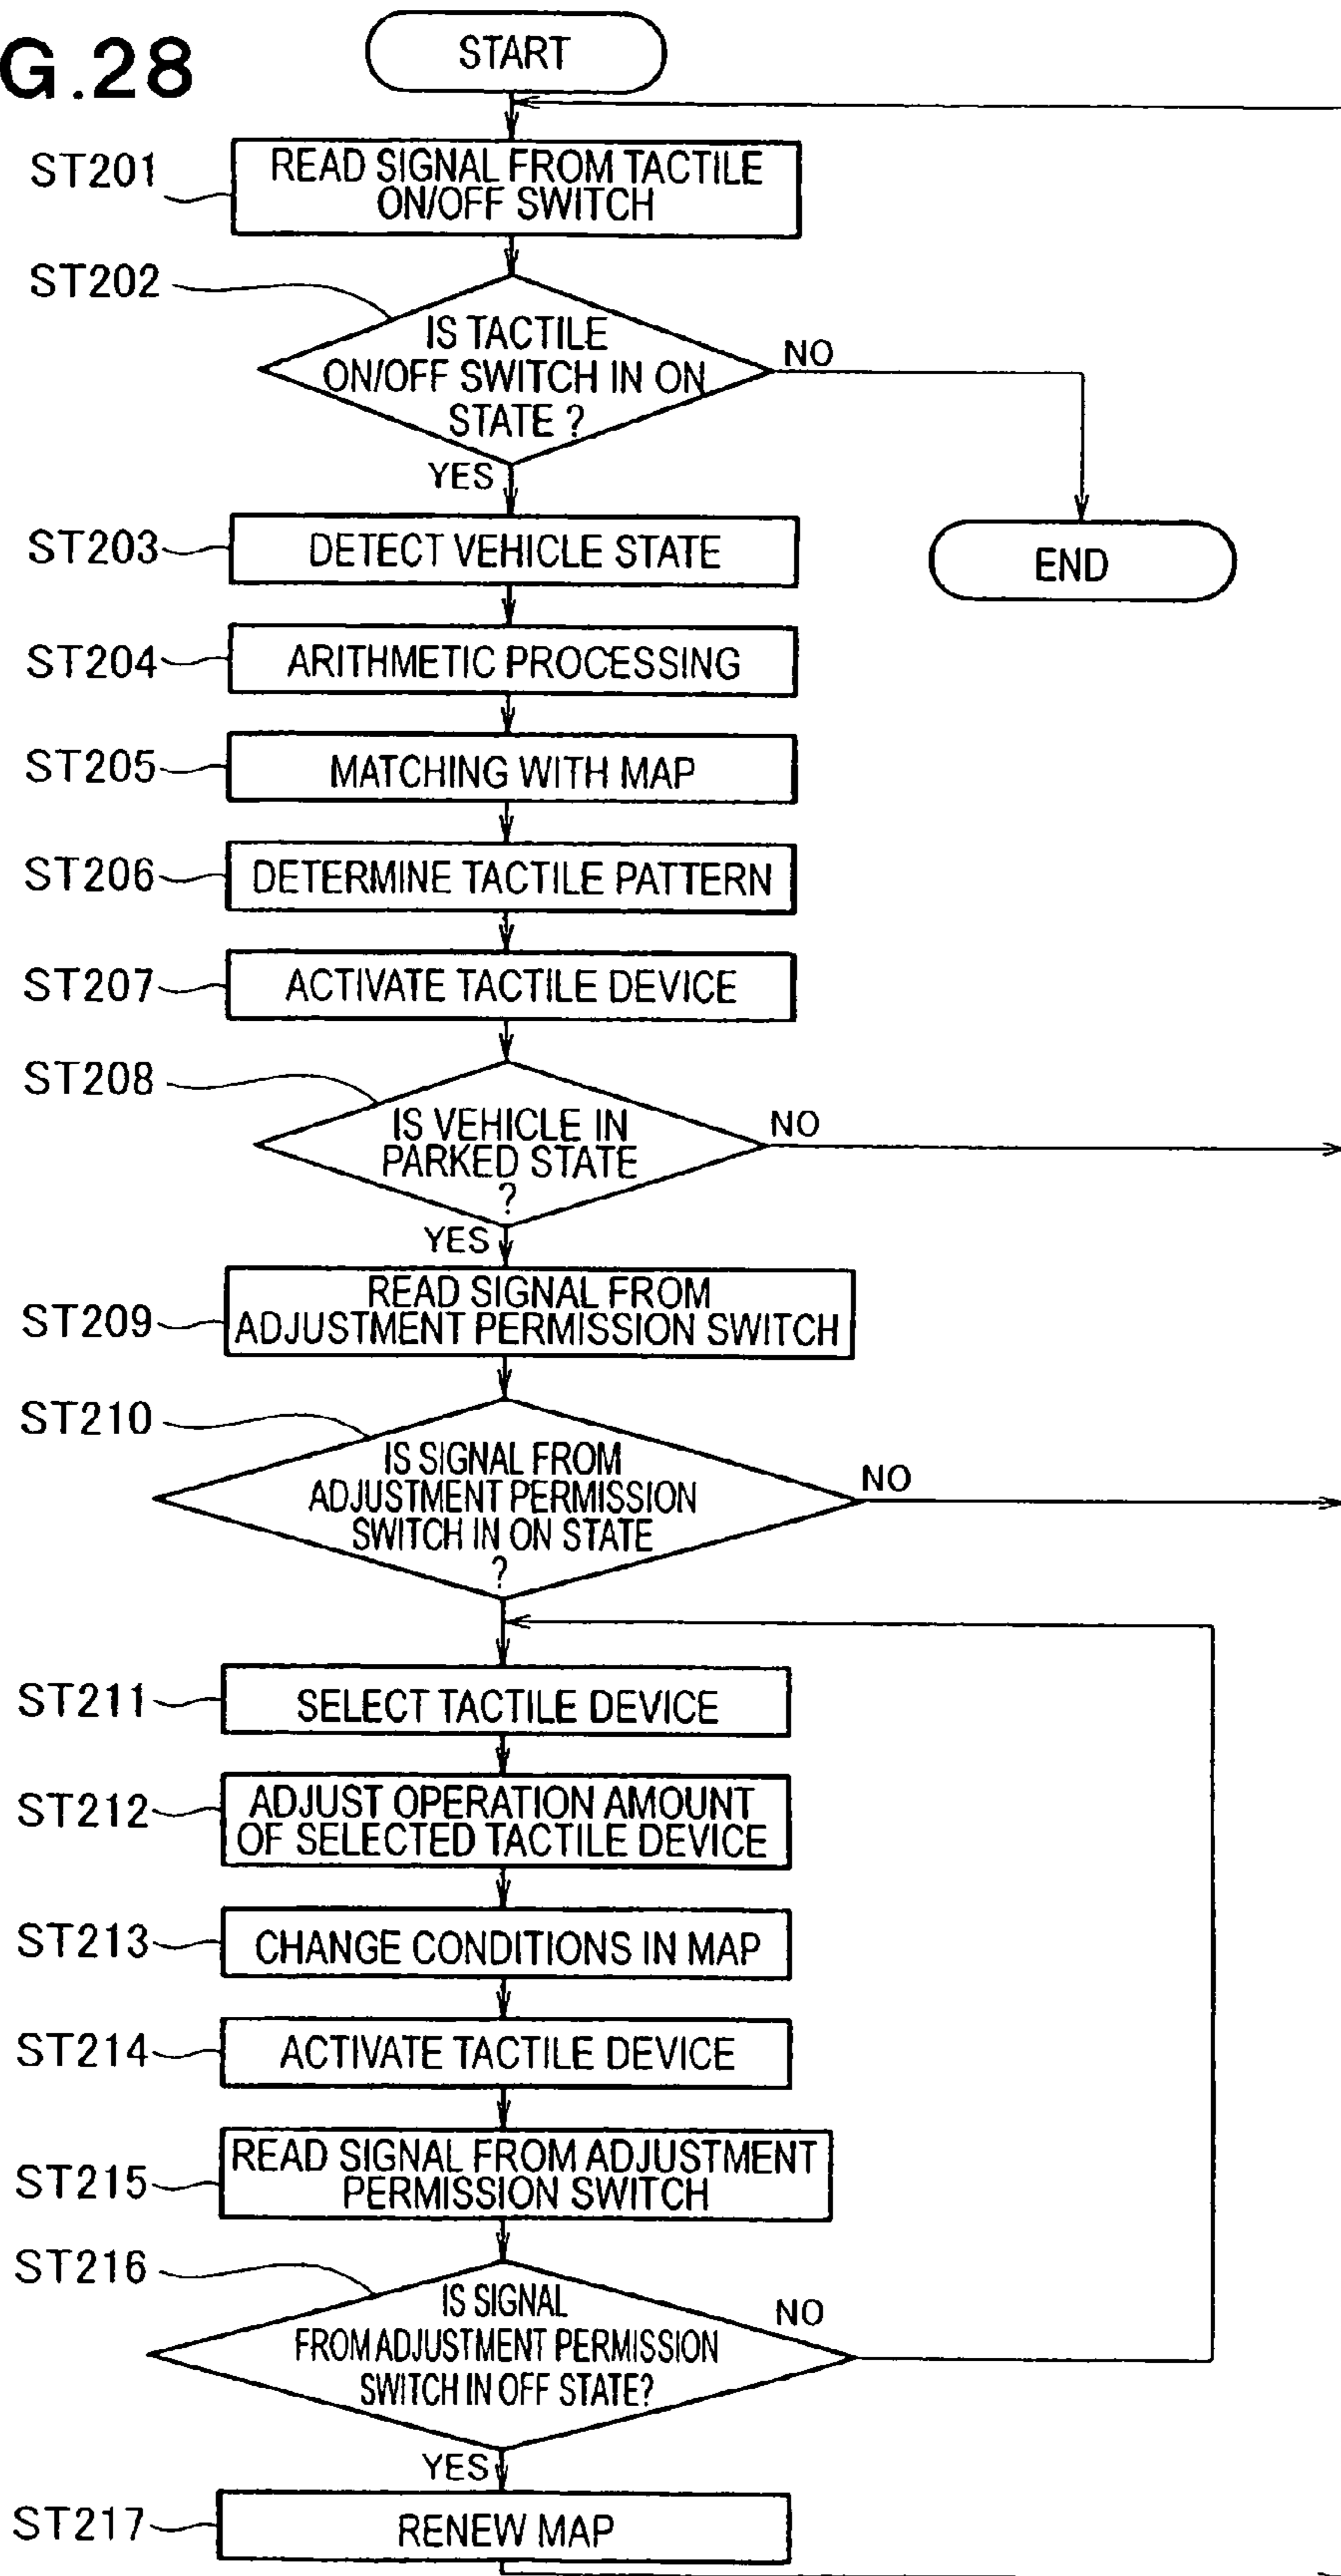 G.28
START
ST201
READ SIGNAL FROM TACTILE
ON/OFF SWITCH
ST202
IS TACTILE
ON/OFF SWITCH IN ON
STATE ?
NO
YES
END
ST203
DETECT VEHICLE STATE
ST204
ARITHMETIC PROCESSING
ST205
MATCHING WITH MAP
ST206
DETERMINE TACTILE PATTERN
ST207
ACTIVATE TACTILE DEVICE
ST208
IS VEHICLE IN
PARKED STATE
?
NO
YES
ST209
READ SIGNAL FROM
ADJUSTMENT PERMISSION SWITCH
ST210
IS SIGNAL FROM
ADJUSTMENT PERMISSION
SWITCH IN ON STATE
?
NO
ST211
SELECT TACTILE DEVICE
ST212
ADJUST OPERATION AMOUNT
OF SELECTED TACTILE DEVICE
ST213
CHANGE CONDITIONS IN MAP
ST214
ACTIVATE TACTILE DEVICE
ST215
READ SIGNAL FROM ADJUSTMENT
PERMISSION SWITCH
ST216
IS SIGNAL
FROM ADJUSTMENT PERMISSION
SWITCH IN OFF STATE?
NO
YES
ST217
RENEW MAP